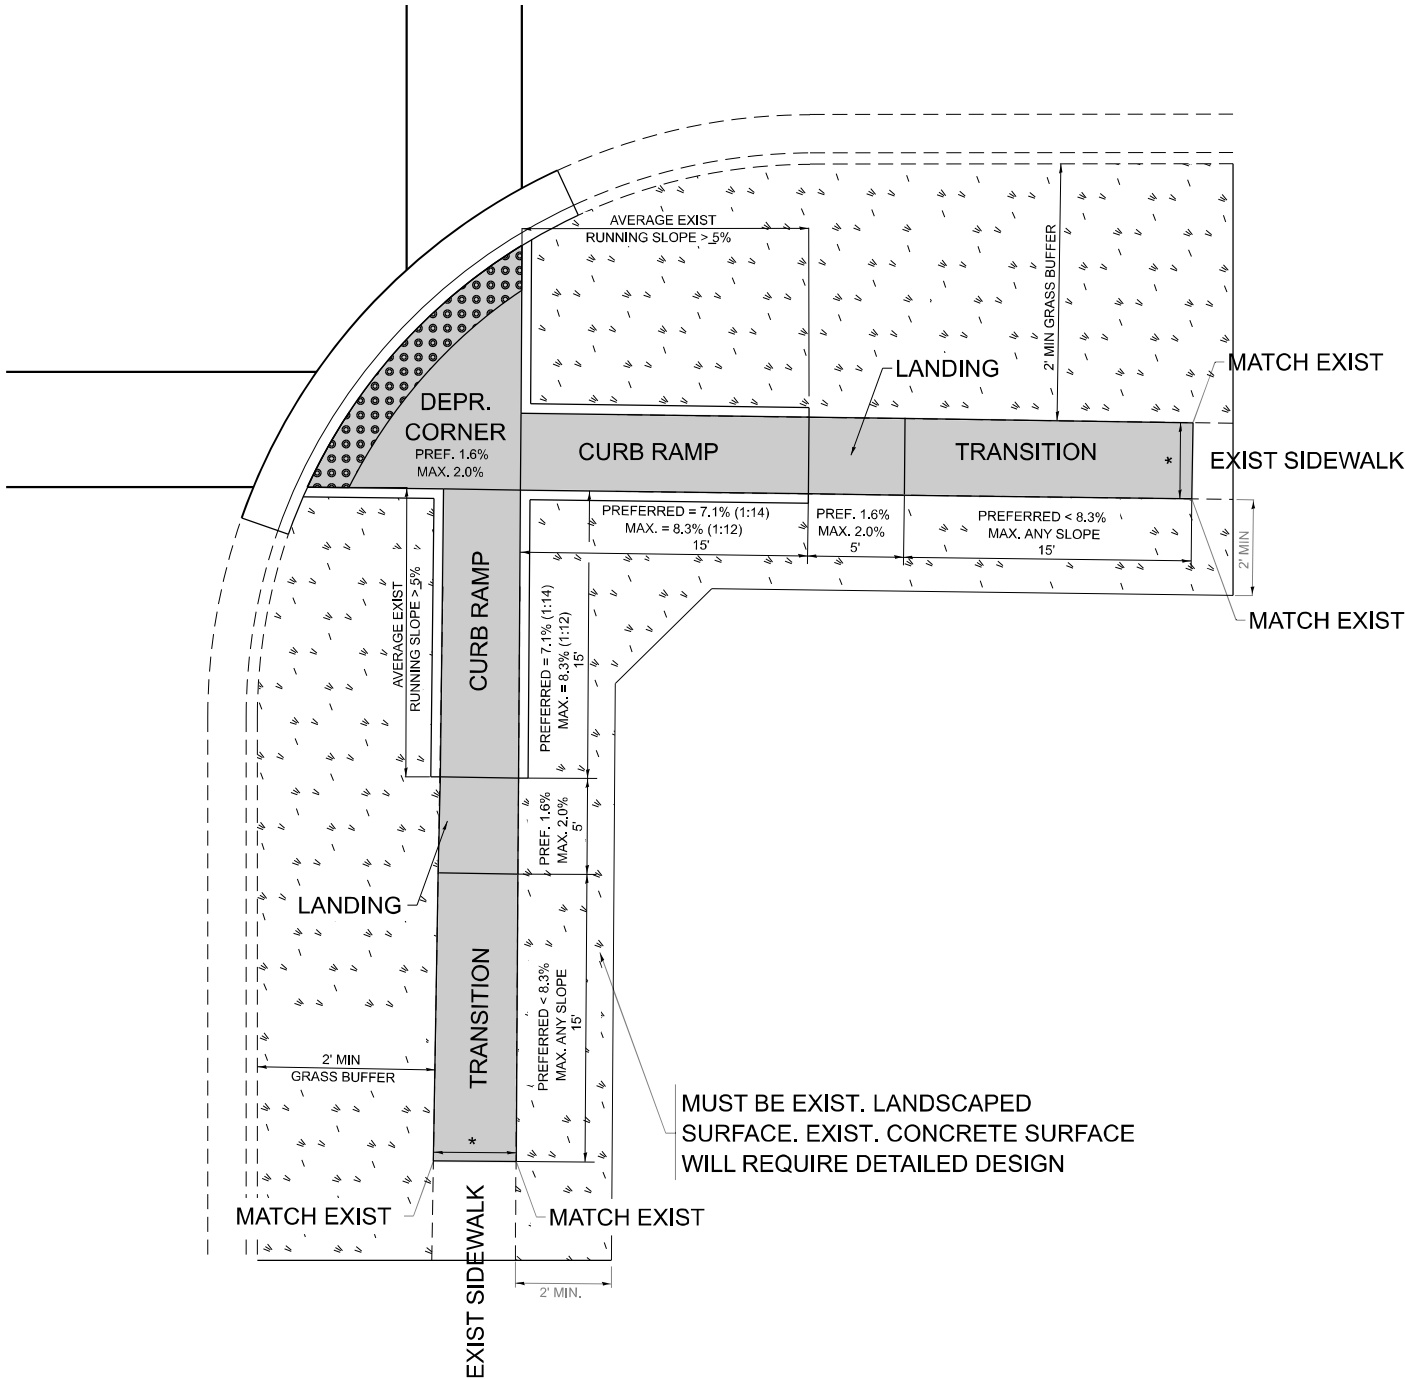 AVERAGE EXIST
RUNNING SLOPE > 5%
2' MIN GRASS BUFFER
LANDING
MATCH EXIST
DEPR.
CORNER
PREF. 1.6%
MAX. 2.0%
CURB RAMP
TRANSITION
*
EXIST SIDEWALK
PREFERRED = 7.1% (1:14)
MAX. = 8.3% (1:12)
15'
PREF. 1.6%
MAX. 2.0%
5'
PREFERRED < 8.3%
MAX. ANY SLOPE
15'
2' MIN
MATCH EXIST
AVERAGE EXIST
RUNNING SLOPE > 5%
CURB RAMP
PREFERRED = 7.1% (1:14)
MAX. = 8.3% (1:12)
15'
PREF. 1.6%
MAX. 2.0%
5'
LANDING
TRANSITION
PREFERRED < 8.3%
MAX. ANY SLOPE
15'
2' MIN
GRASS BUFFER
MUST BE EXIST. LANDSCAPED
SURFACE. EXIST. CONCRETE SURFACE
WILL REQUIRE DETAILED DESIGN
*
MATCH EXIST
MATCH EXIST
EXIST SIDEWALK
2' MIN.